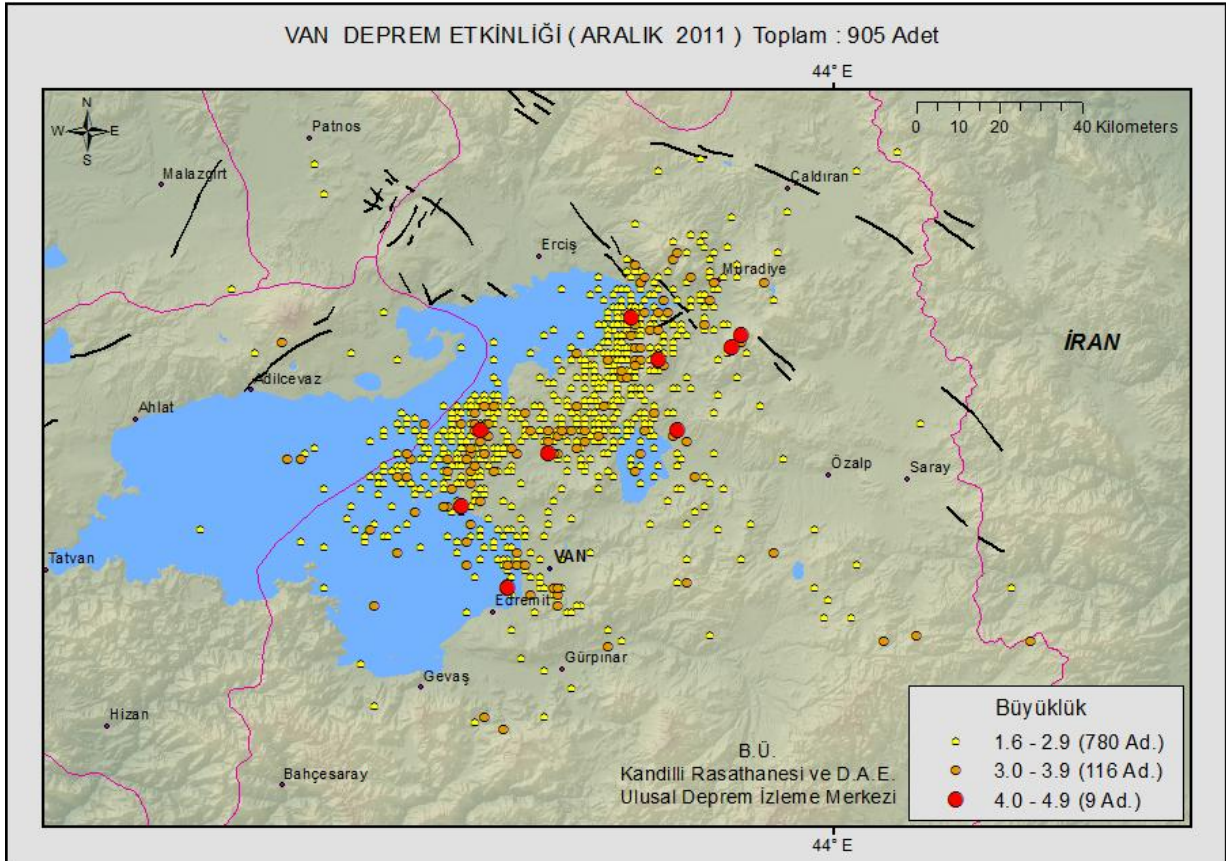 VAN DEPREM ETKİNLİĞİ ( ARALIK 2011 ) Toplam : 905 Adet
44° E
N
W E
S
0 10 20 40 Kilometers
Patnos
Malazgirt
Çaldıran
Erciş
Muradiye
İRAN
Adilcevaz
Ahlat
Özalp
Saray
Tatvan
VAN
Edremit
Gürpınar
Gevaş
Hizan
Bahçesaray
B.Ü.
Kandilli Rasathanesi ve D.A.E.
Ulusal Deprem İzleme Merkezi
Büyüklük
1.6 - 2.9 (780 Ad.)
3.0 - 3.9 (116 Ad.)
4.0 - 4.9 (9 Ad.)
44° E